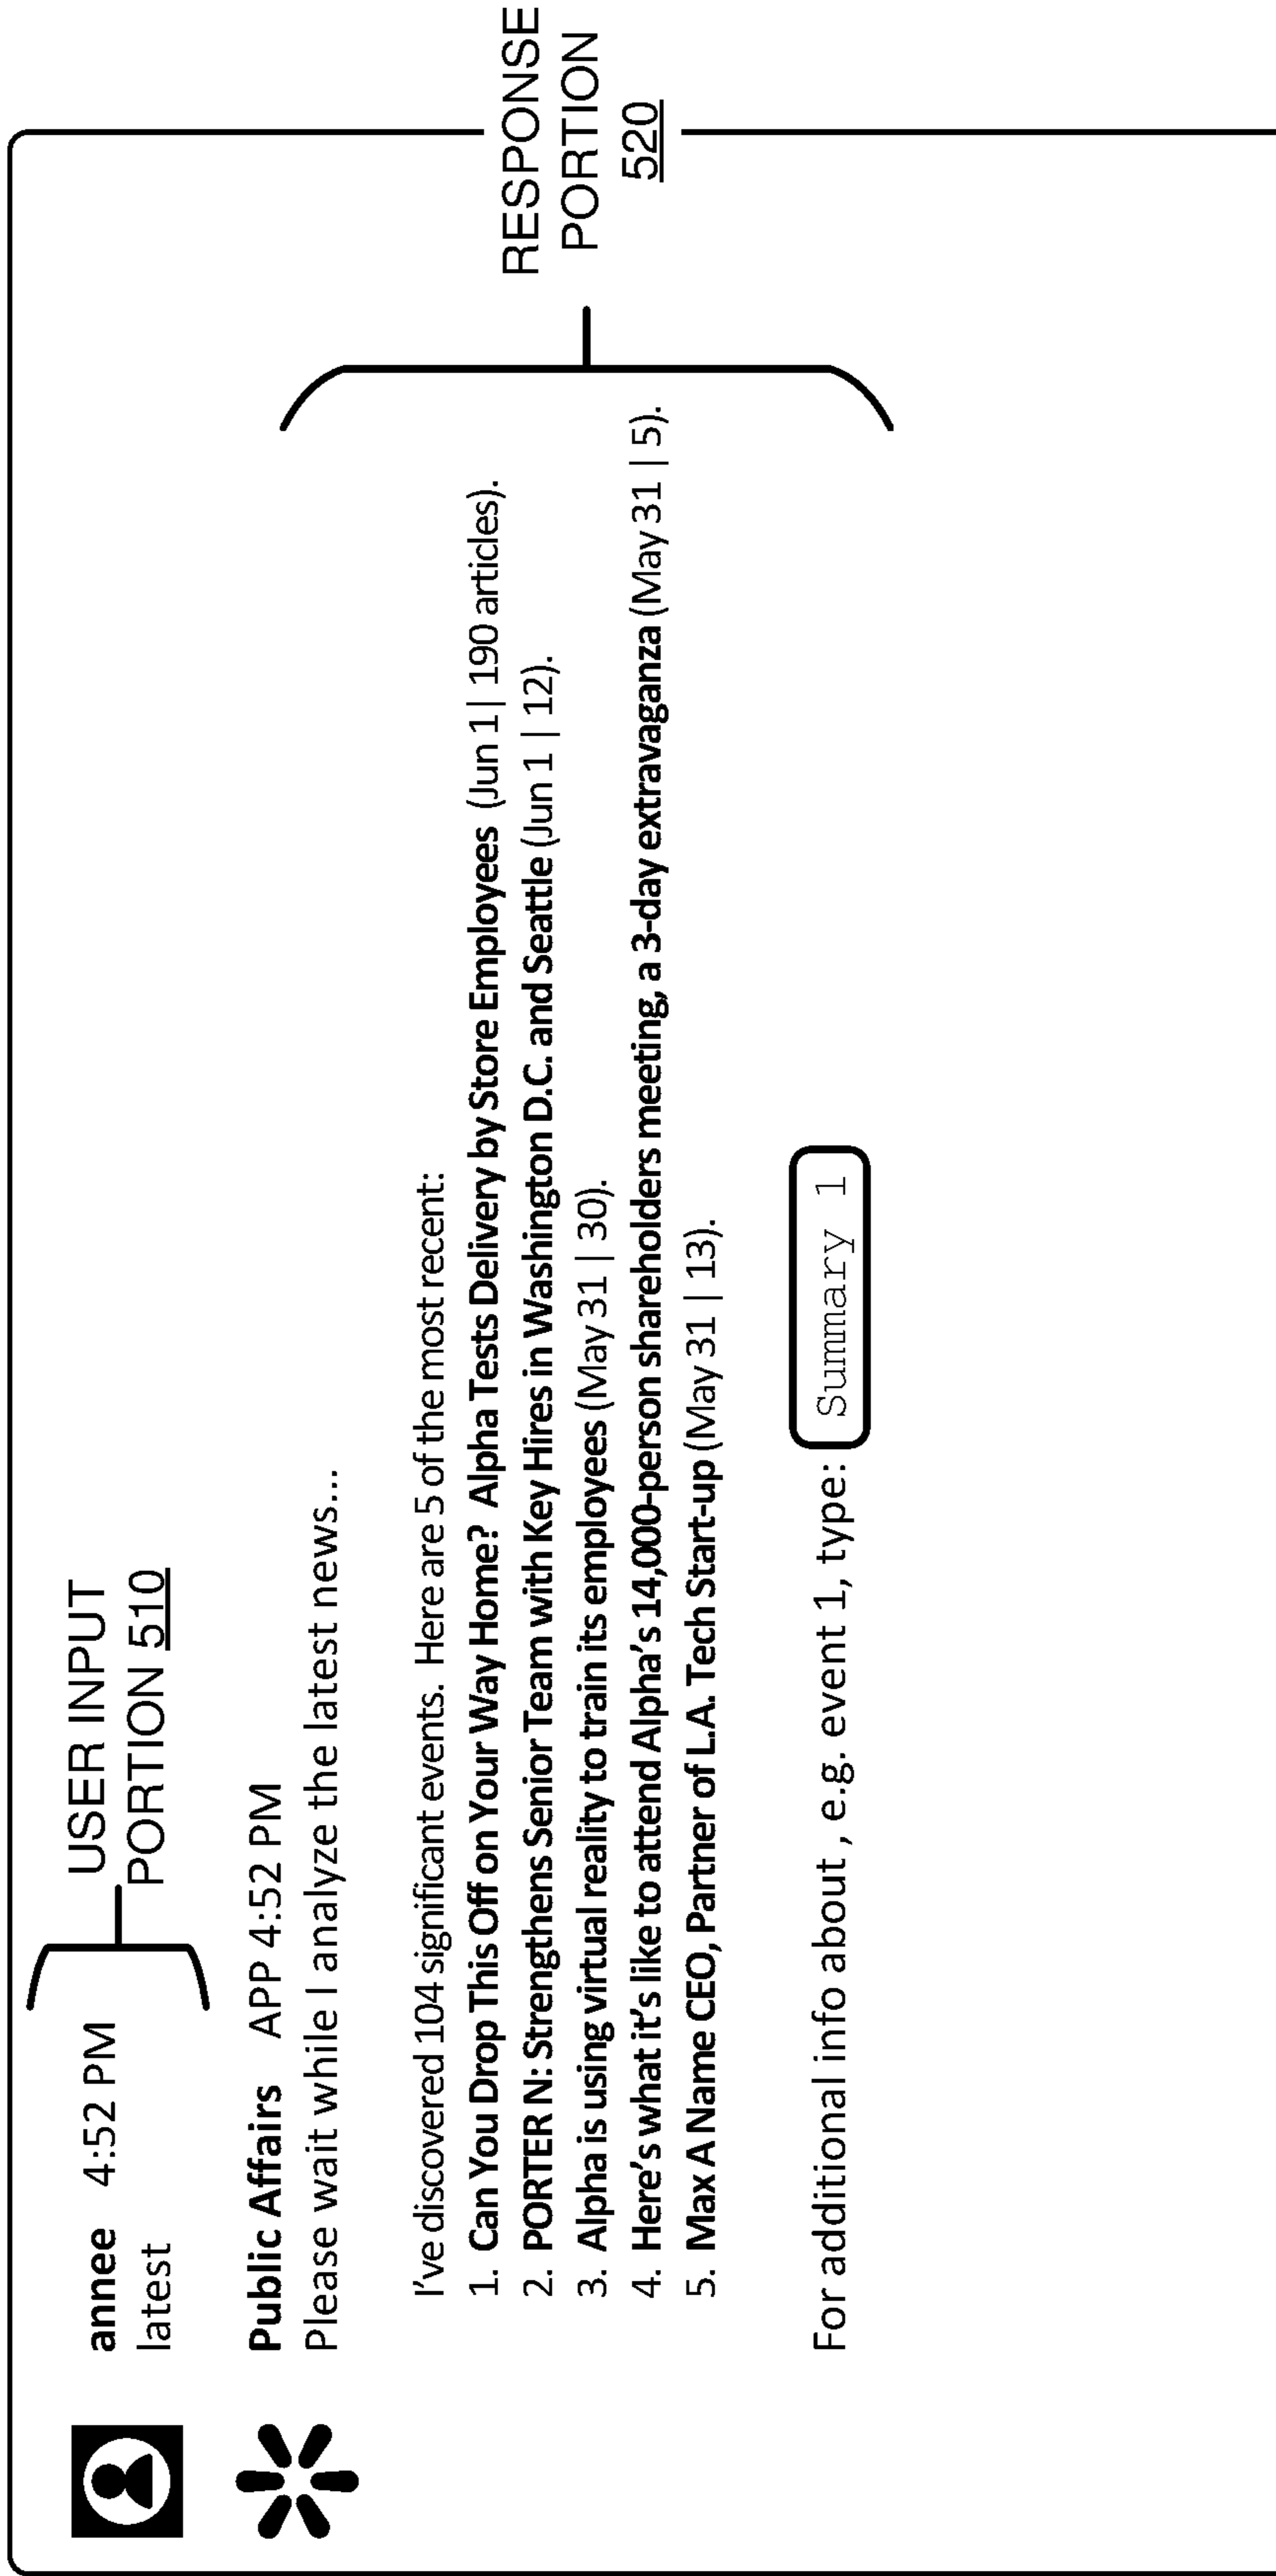 annee 4:52 PM
latest
USER INPUT
PORTION 510
Public Affairs APP 4:52 PM
Please wait while I analyze the latest news...
I've discovered 104 significant events. Here are 5 of the most recent:
1. Can You Drop This Off on Your Way Home? Alpha Tests Delivery by Store Employees (Jun 1 | 190 articles).
2. PORTER N: Strengthens Senior Team with Key Hires in Washington D.C. and Seattle (Jun 1 | 12).
3. Alpha is using virtual reality to train its employees (May 31 | 30).
4. Here's what it's like to attend Alpha's 14,000-person shareholders meeting, a 3-day extravaganza (May 31 | 5).
5. Max A Name CEO, Partner of L.A. Tech Start-up (May 31 | 13).
For additional info about , e.g. event 1, type: Summary 1
RESPONSE
PORTION
520